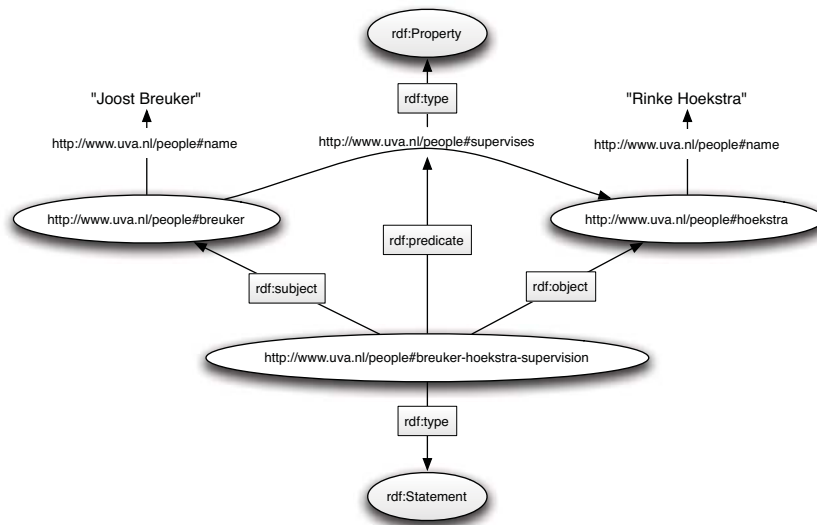 rdf:Property
rdf:type
"Joost Breuker"
"Rinke Hoekstra"
http://www.uva.nl/people#name
http://www.uva.nl/people#supervises
http://www.uva.nl/people#name
http://www.uva.nl/people#breuker
http://www.uva.nl/people#hoekstra
rdf:predicate
rdf:subject
rdf:object
http://www.uva.nl/people#breuker-hoekstra-supervision
rdf:type
rdf:Statement